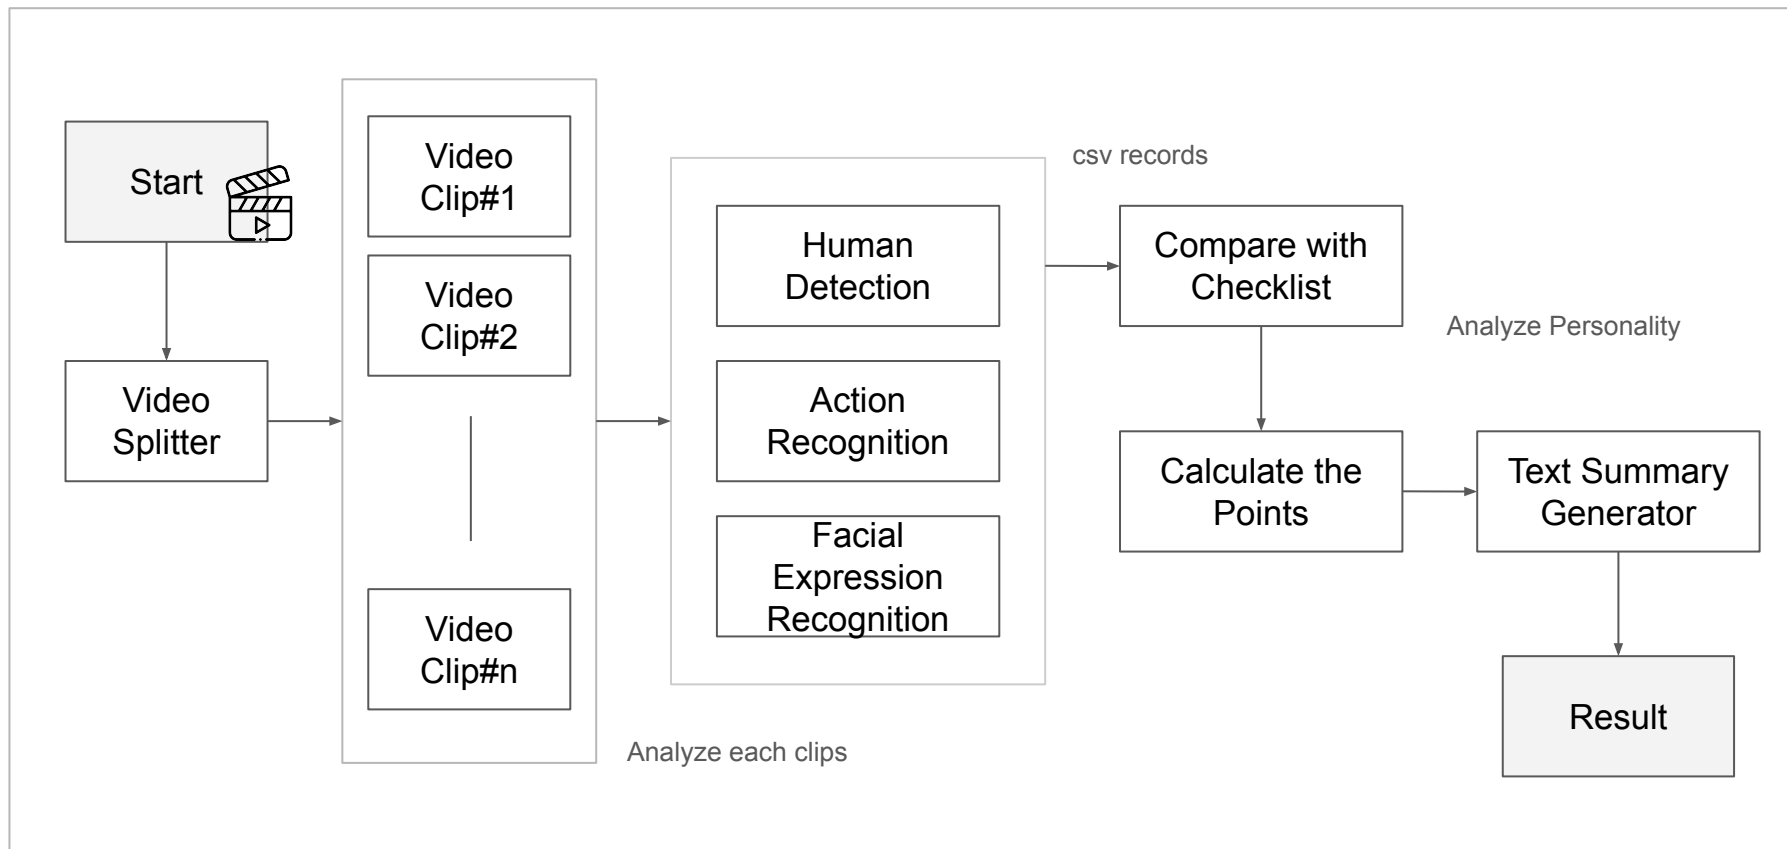 Start
Video
Splitter
Video
Clip#1
Video
Clip#2
Video
Clip#n
Analyze each clips
Human
Detection
Action
Recognition
Facial
Expression
Recognition
csv records
Compare with
Checklist
Analyze Personality
Calculate the
Points
Text Summary
Generator
Result